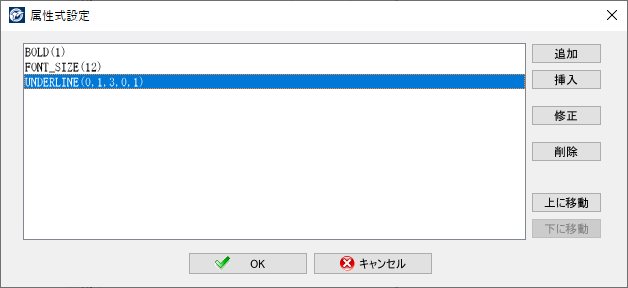 属性式設定
BOLD(1)
FONT_SIZE(12)
UNDERLINE(0,1,3,0,1)
追加
挿入
修正
削除
上に移動
下に移動
OK
キャンセル